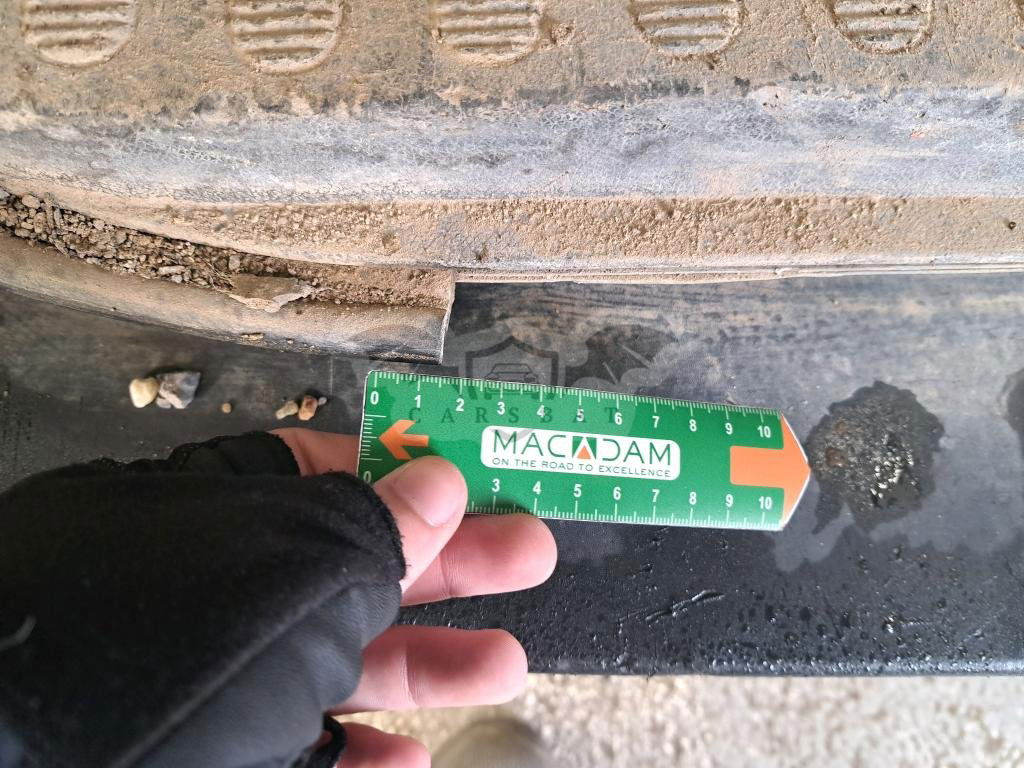 0 1 2 3 4 5 6 7 8 9 10
CARSBAT
MACADAM
ON THE ROAD TO EXCELLENCE
0 3 4 5 6 7 8 9 10